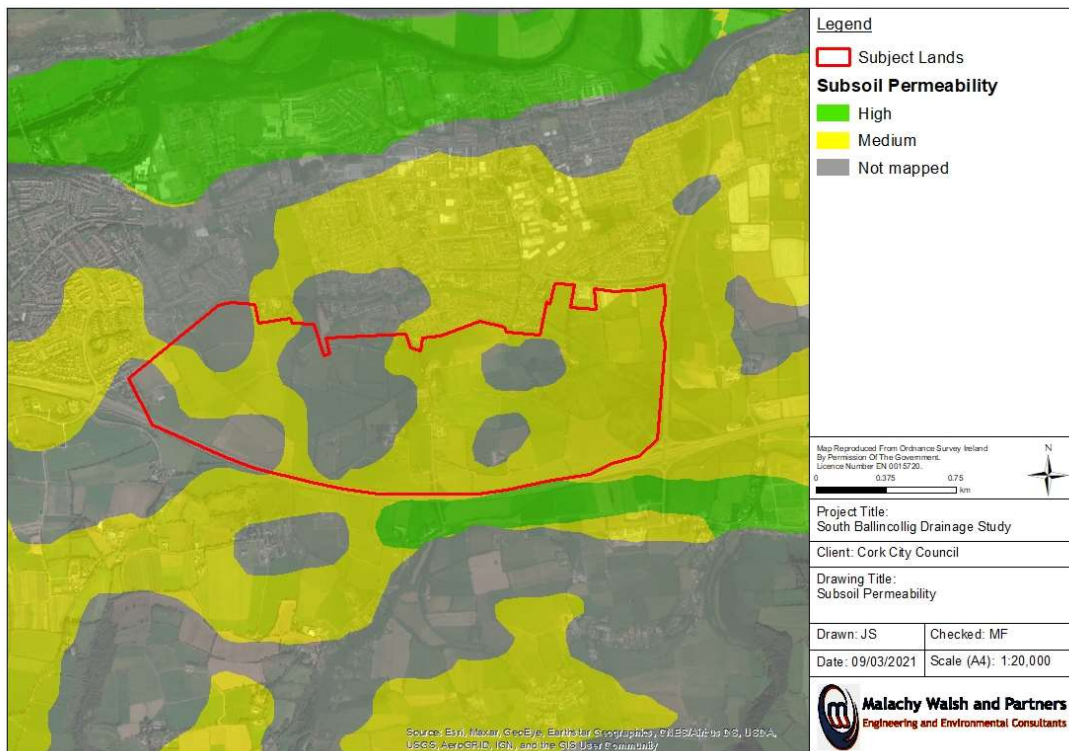 Legend
Subject Lands
Subsoil Permeability
High
Medium
Not mapped
Map Reproduced From Ordnance Survey Ireland
By Permission Of The Government.
Licence Number EN 0015720.
N
0 0.375 0.75
km
Project Title:
South Ballincollig Drainage Study
Client: Cork City Council
Drawing Title:
Subsoil Permeability
Drawn: JS
Checked: MF
Date: 09/03/2021
Scale (A4): 1:20,000
Malachy Walsh and Partners
Engineering and Environmental Consultants
Source: Esri, Maxar, GeoEye, Earthstar Geographics, CNES/Airbus DS, USDA,
USGS, AeroGRID, IGN, and the GIS User Community